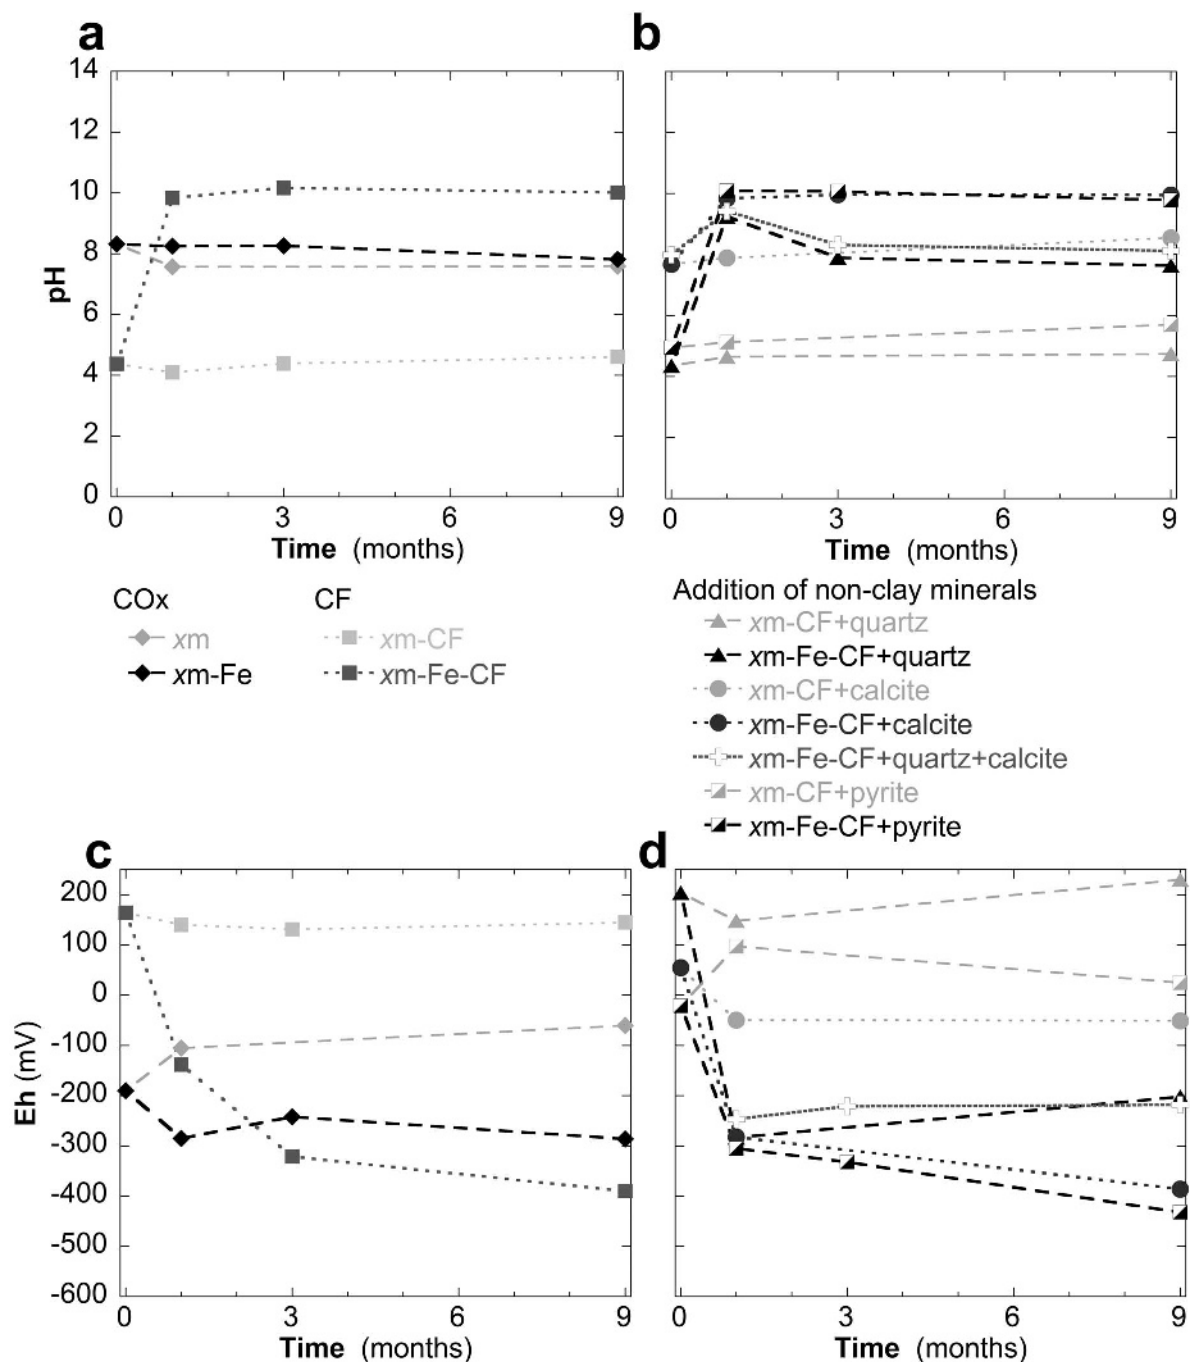 a
14
12
10
8
6
4
2
0
pH
0 3 6 9
Time (months)
b
0 3 6 9
Time (months)
COx CF
xm xm-CF
xm-Fe xm-Fe-CF
Addition of non-clay minerals
xm-CF+quartz
xm-Fe-CF+quartz
xm-CF+calcite
xm-Fe-CF+calcite
xm-Fe-CF+quartz+calcite
xm-CF+pyrite
xm-Fe-CF+pyrite
c
200
100
0
-100
-200
-300
-400
-500
-600
Eh (mV)
0 3 6 9
Time (months)
d
0 3 6 9
Time (months)